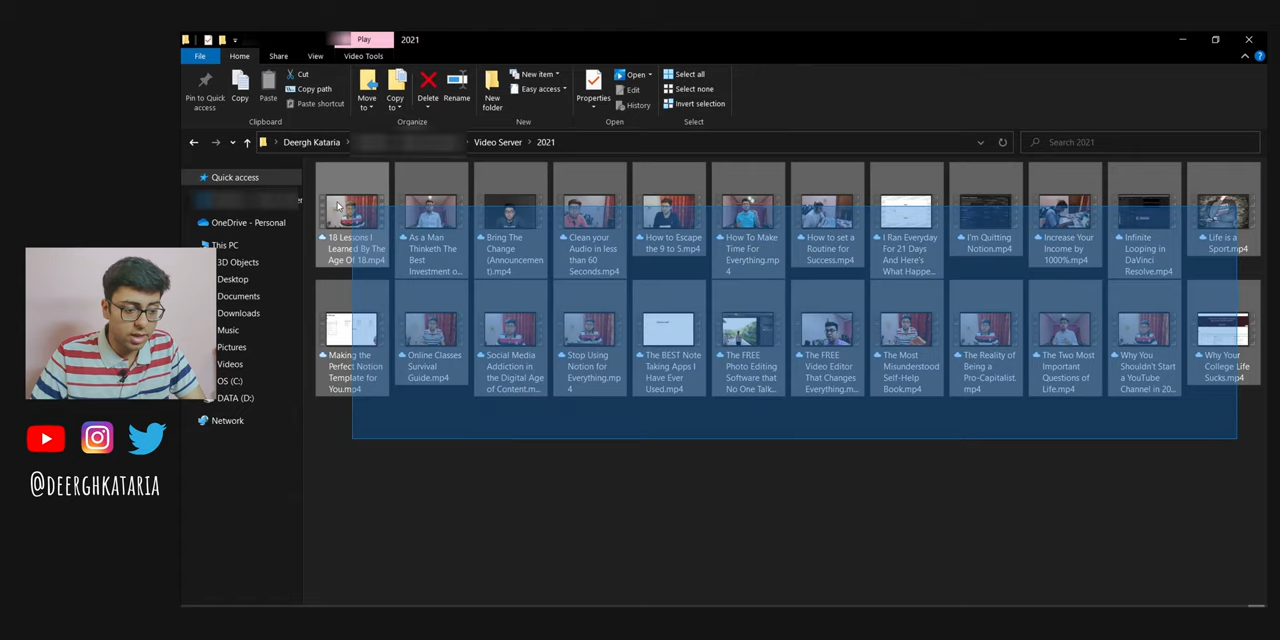 Play
2021
File
Home
Share
View
Video Tools
Pin to Quick
access
Copy
Paste
Cut
Copy path
Paste shortcut
Clipboard
Move
to
Copy
to
Delete
Rename
Organize
New
folder
New item
Easy access
New
Properties
Open
Edit
History
Open
Select all
Select none
Invert selection
Select
Deergh Kataria
Video Server
2021
Search 2021
Quick access
OneDrive - Personal
This PC
3D Objects
Desktop
Documents
Downloads
Music
Pictures
Videos
OS (C:)
DATA (D:)
Network
18 Lessons I
Learned By The
Age Of 18.mp4
As a Man
Thinketh The
Best
Investment o...
Bring The
Change
(Announcemen
t).mp4
Clean your
Audio in less
than 60
Seconds.mp4
How to Escape
the 9 to 5.mp4
How To Make
Time For
Everything.mp
4
How to set a
Routine for
Success.mp4
I Ran Everyday
For 21 Days
And Here's
What Happe...
I'm Quitting
Notion.mp4
Increase Your
Income by
1000%.mp4
Infinite
Looping in
DaVinci
Resolve.mp4
Life is a
Sport.mp4
Making the
Perfect Notion
Template for
You.mp4
Online Classes
Survival
Guide.mp4
Social Media
Addiction in
the Digital Age
of Content.m...
Stop Using
Notion for
Everything.mp
4
The BEST Note
Taking Apps I
Have Ever
Used.mp4
The FREE
Photo Editing
Software that
No One Talk...
The FREE
Video Editor
That Changes
Everything.m...
The Most
Misunderstood
Self-Help
Book.mp4
The Reality of
Being a
Pro-Capitalist.
mp4
The Two Most
Important
Questions of
Life.mp4
Why You
Shouldn't Start
a YouTube
Channel in 20...
Why Your
College Life
Sucks.mp4
@DEERGHKATARIA